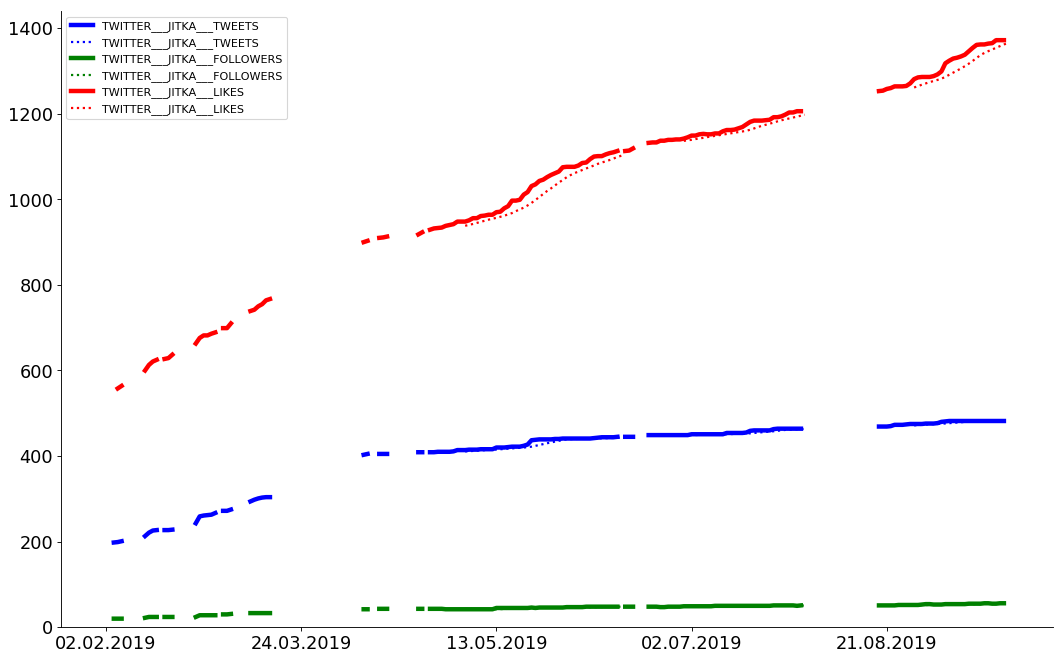 1400
TWITTER___JITKA___TWEETS
TWITTER___JITKA___TWEETS
TWITTER___JITKA___FOLLOWERS
TWITTER___JITKA___FOLLOWERS
TWITTER___JITKA___LIKES
TWITTER___JITKA___LIKES
1200
1000
800
600
400
200
0
02.02.2019 24.03.2019 13.05.2019 02.07.2019 21.08.2019